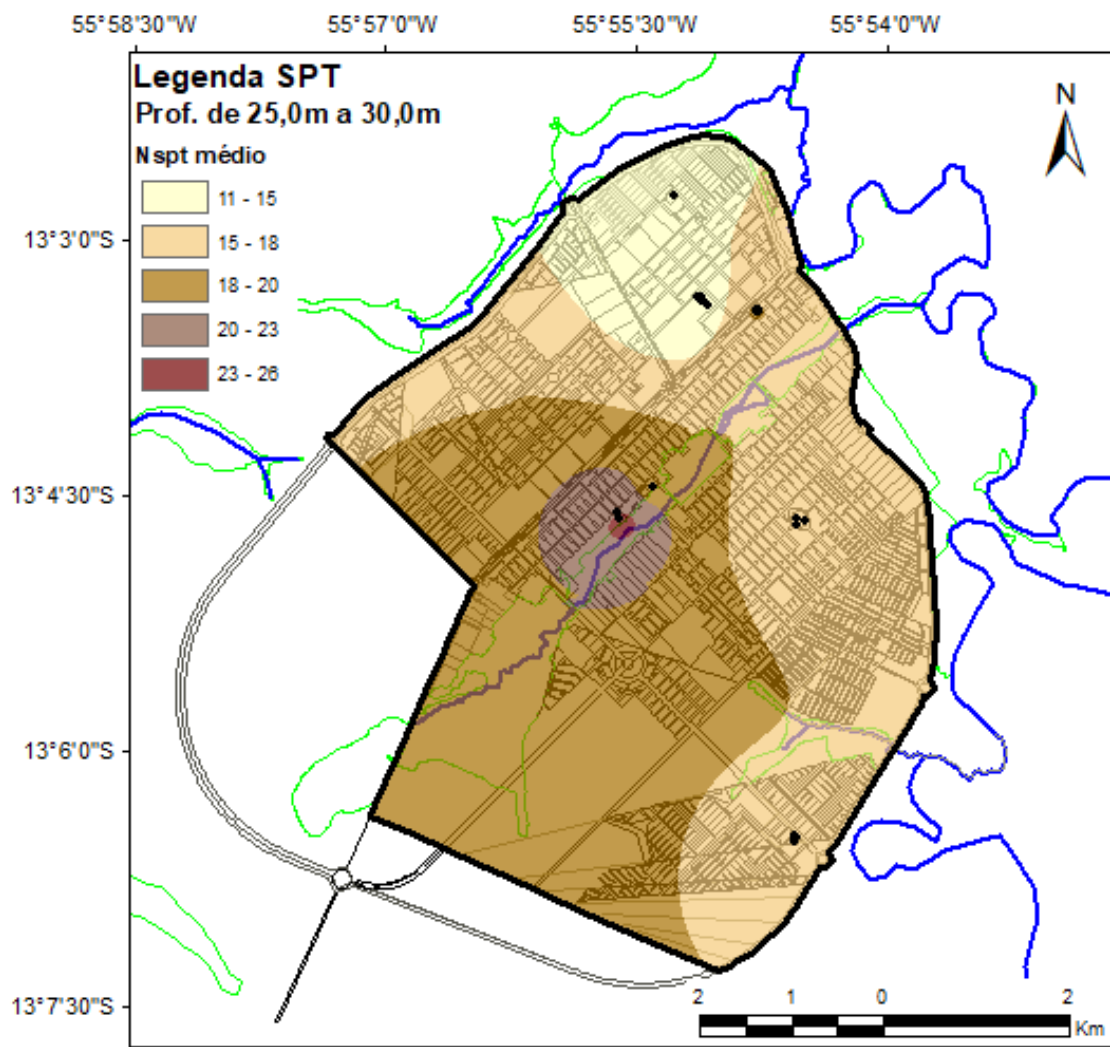 55°58'30"W 55°57'0"W 55°55'30"W 55°54'0"W
Legenda SPT
Prof. de 25,0m a 30,0m
Nspt médio
11 - 15
15 - 18
18 - 20
20 - 23
23 - 26
N
13°3'0"S
13°4'30"S
13°6'0"S
13°7'30"S
2 1 0 2
Km